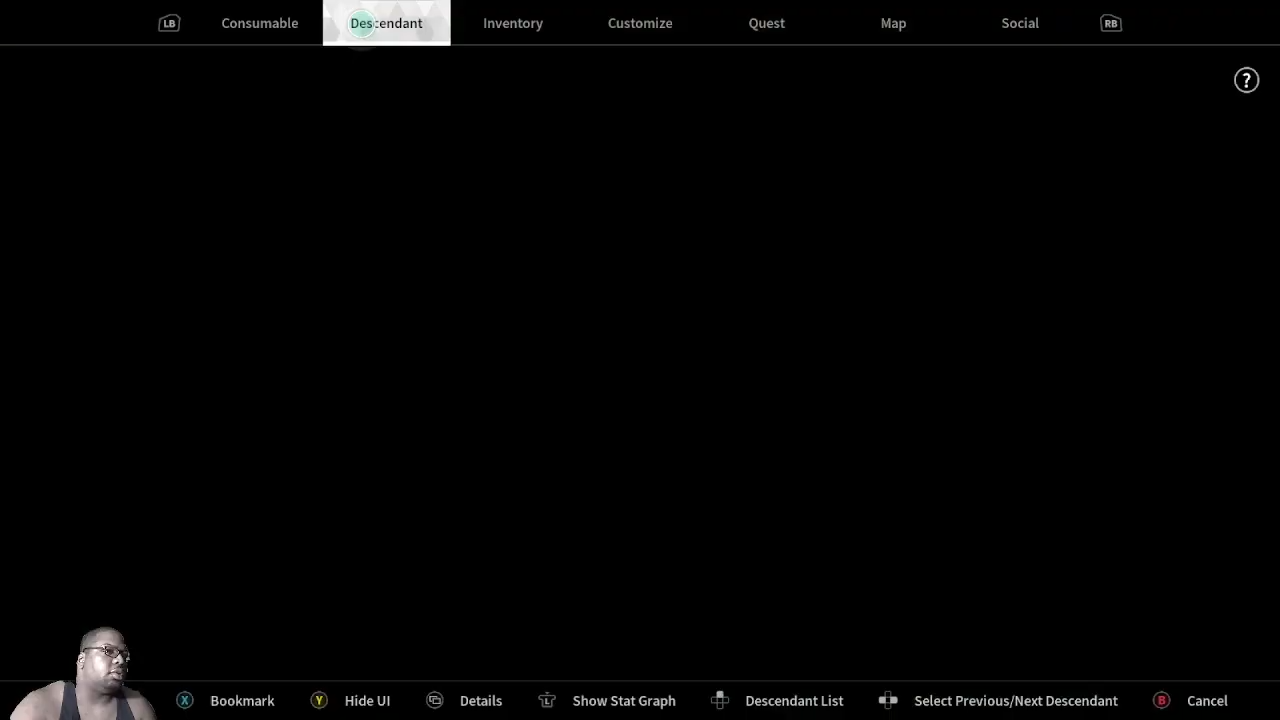 LB Consumable Descendant Inventory Customize Quest Map Social RB
?
X Bookmark Y Hide UI Details L Show Stat Graph Descendant List Select Previous/Next Descendant B Cancel